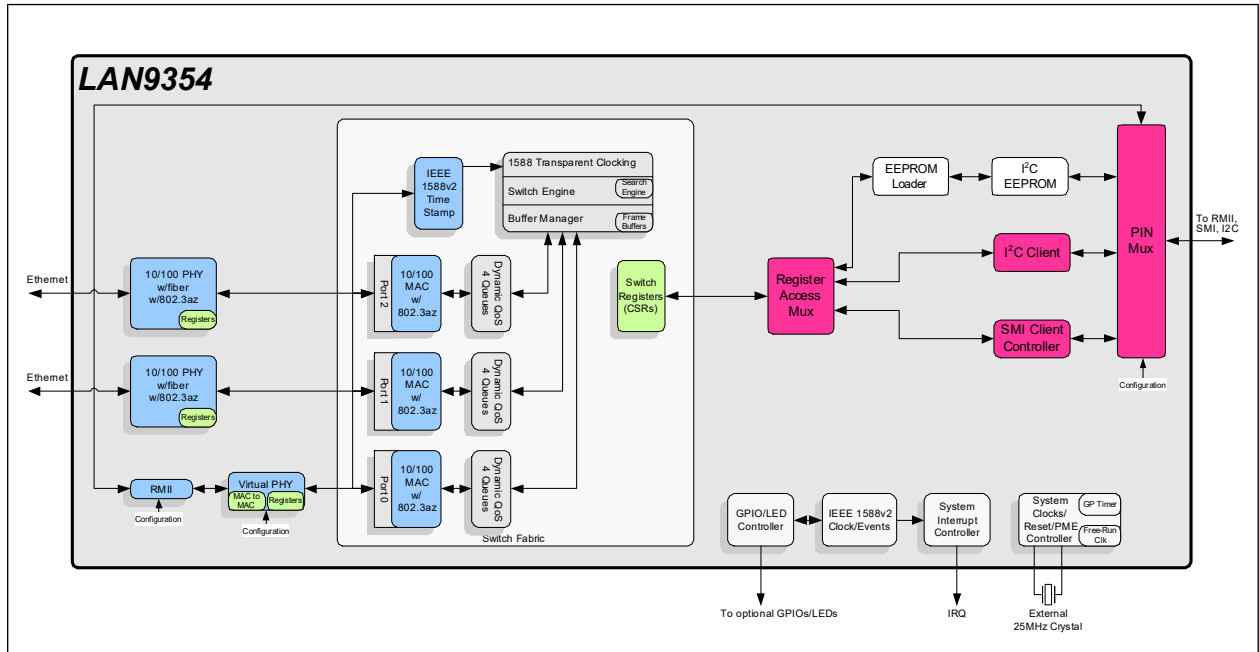 LAN9354
IEEE
1588v2
Time
Stamp
1588 Transparent Clocking
Switch Engine
Search
Engine
Buffer Manager
Frame
Buffers
EEPROM
Loader
I²C
EEPROM
PIN
Mux
To RMII,
SMI, I2C
Ethernet
10/100 PHY
w/fiber
w/802.3az
Registers
Port 2
10/100
MAC
w/
802.3az
Dynamic QoS
4 Queues
Switch
Registers
(CSRs)
Register
Access
Mux
I²C Client
SMI Client
Controller
Configuration
Ethernet
10/100 PHY
w/fiber
w/802.3az
Registers
Port 1
10/100
MAC
w/
802.3az
Dynamic QoS
4 Queues
RMII
Configuration
Virtual PHY
MAC to
MAC
Registers
Configuration
Port 0
10/100
MAC
w/
802.3az
Dynamic QoS
4 Queues
Switch Fabric
GPIO/LED
Controller
IEEE 1588v2
Clock/Events
System
Interrupt
Controller
System
Clocks/
Reset/PME
Controller
GP Timer
Free-Run
Clk
To optional GPIOs/LEDs
IRQ
External
25MHz Crystal